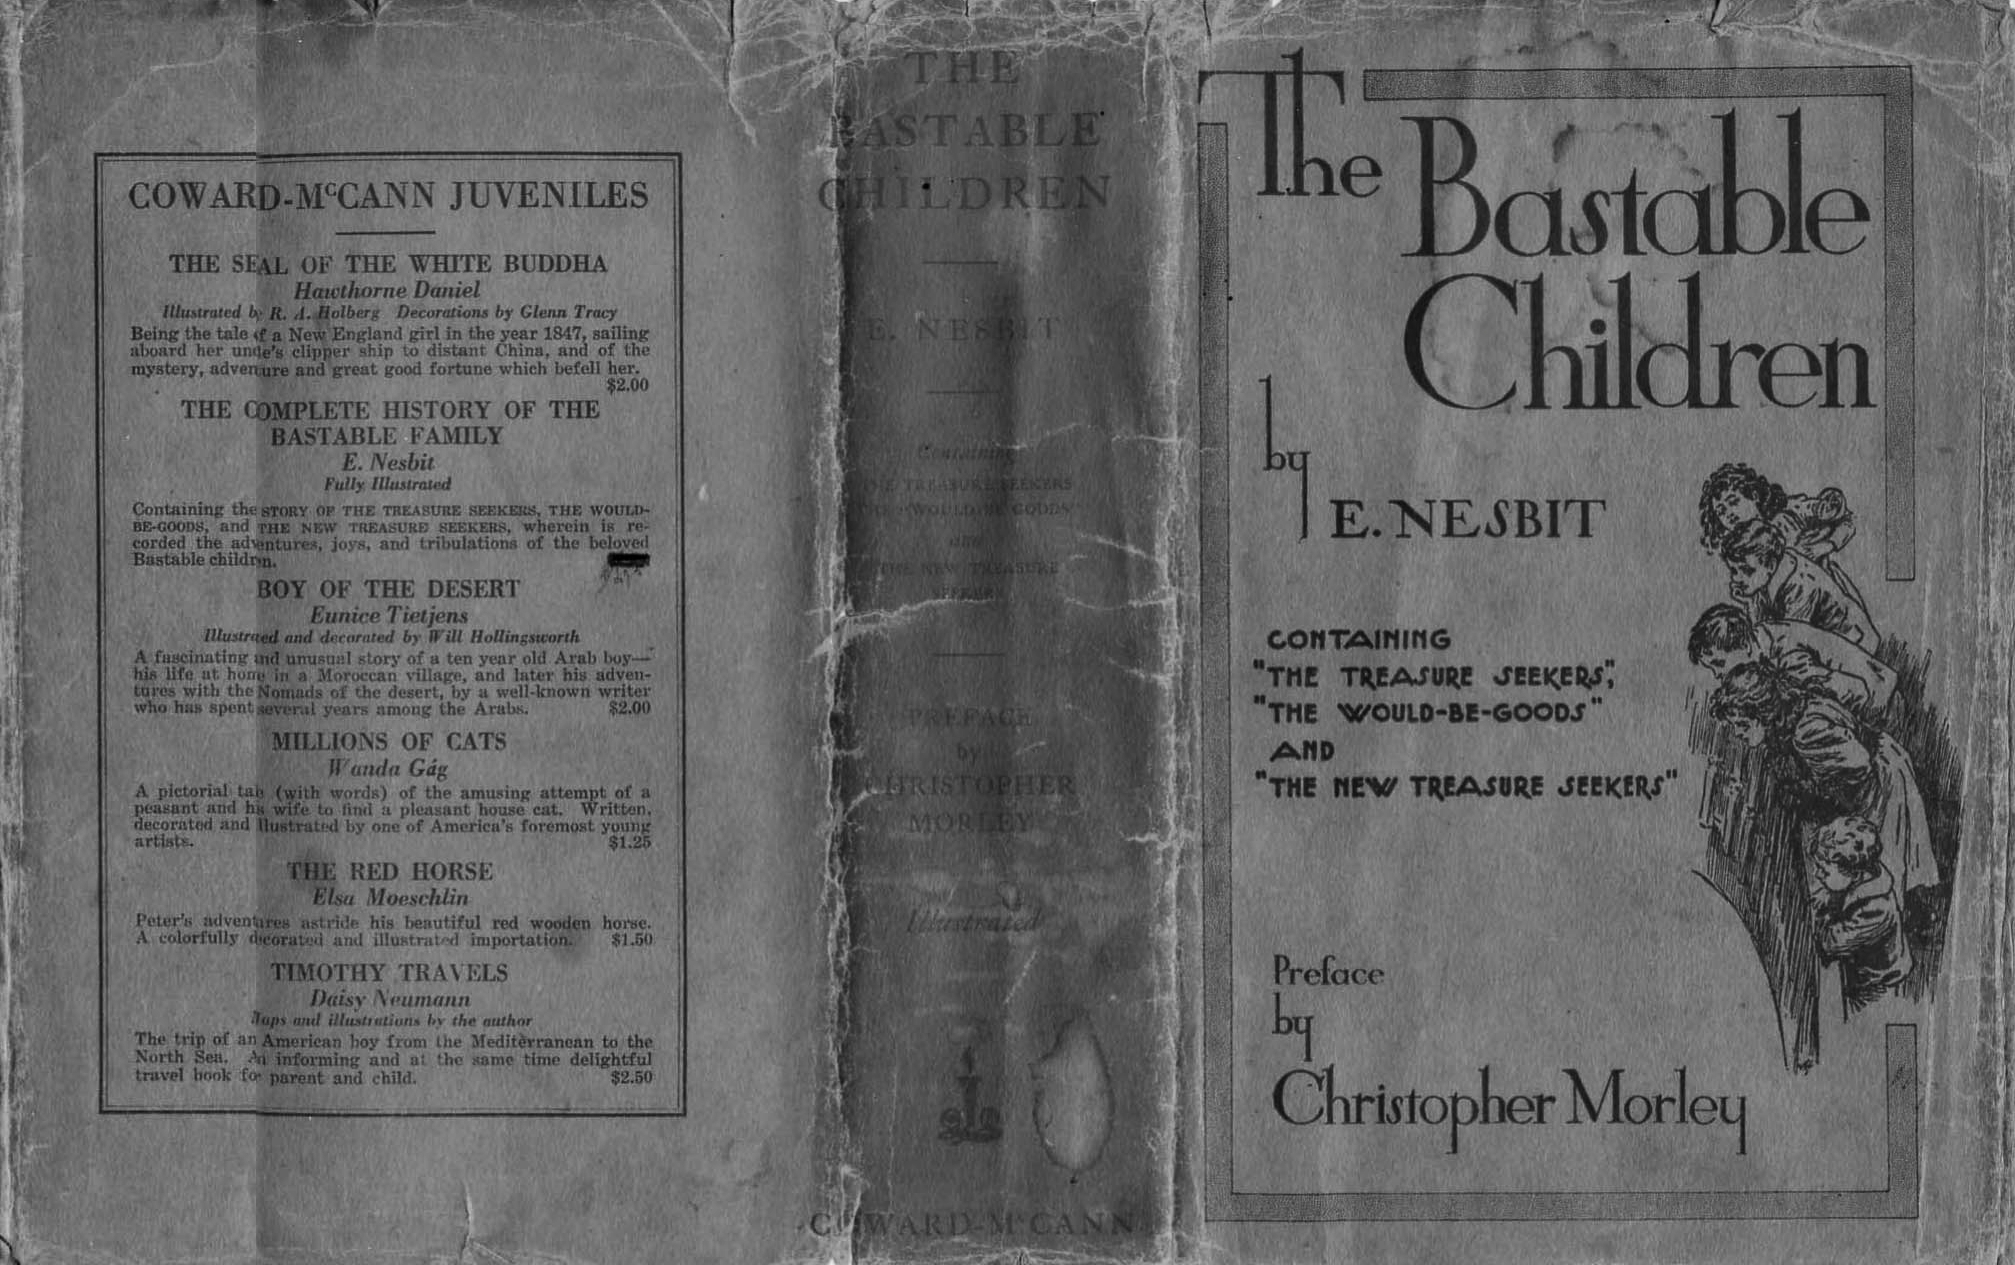 COWARD-McCANN JUVENILES
THE SEAL OF THE WHITE BUDDHA
Hawthorne Daniel
Illustrated by R. A. Holberg Decorations by Glenn Tracy
Being the tale of a New England girl in the year 1847, sailing
aboard her uncle's clipper ship to distant China, and of the
mystery, adventure and great good fortune which befell her.
$2.00
THE COMPLETE HISTORY OF THE
BASTABLE FAMILY
E. Nesbit
Fully Illustrated
Containing the STORY OF THE TREASURE SEEKERS, THE WOULD-
BE-GOODS, and THE NEW TREASURE SEEKERS, wherein is re-
corded the adventures, joys, and tribulations of the beloved
Bastable children.
BOY OF THE DESERT
Eunice Tietjens
Illustrated and decorated by Will Hollingsworth
A fascinating and unusual story of a ten year old Arab boy—
his life at home in a Moroccan village, and later his adven-
tures with the Nomads of the desert, by a well-known writer
who has spent several years among the Arabs. $2.00
MILLIONS OF CATS
Wanda Gág
A pictorial tale (with words) of the amusing attempt of a
peasant and his wife to find a pleasant house cat. Written,
decorated and illustrated by one of America's foremost young
artists. $1.25
THE RED HORSE
Elsa Moeschlin
Peter's adventures astride his beautiful red wooden horse.
A colorfully decorated and illustrated importation. $1.50
TIMOTHY TRAVELS
Daisy Neumann
Maps and illustrations by the author
The trip of an American boy from the Mediterranean to the
North Sea. An informing and at the same time delightful
travel book for parent and child. $2.50
THE
BASTABLE
CHILDREN
E. NESBIT
Containing
THE TREASURE SEEKERS
THE WOULD-BE GOODS
and
THE NEW TREASURE
SEEKERS
PREFACE
by
CHRISTOPHER
MORLEY
Illustrated
COWARD-McCANN
The Bastable
Children
by
E. NESBIT
CONTAINING
"THE TREASURE SEEKERS",
"THE WOULD-BE-GOODS"
AND
"THE NEW TREASURE SEEKERS"
Preface
by
Christopher Morley